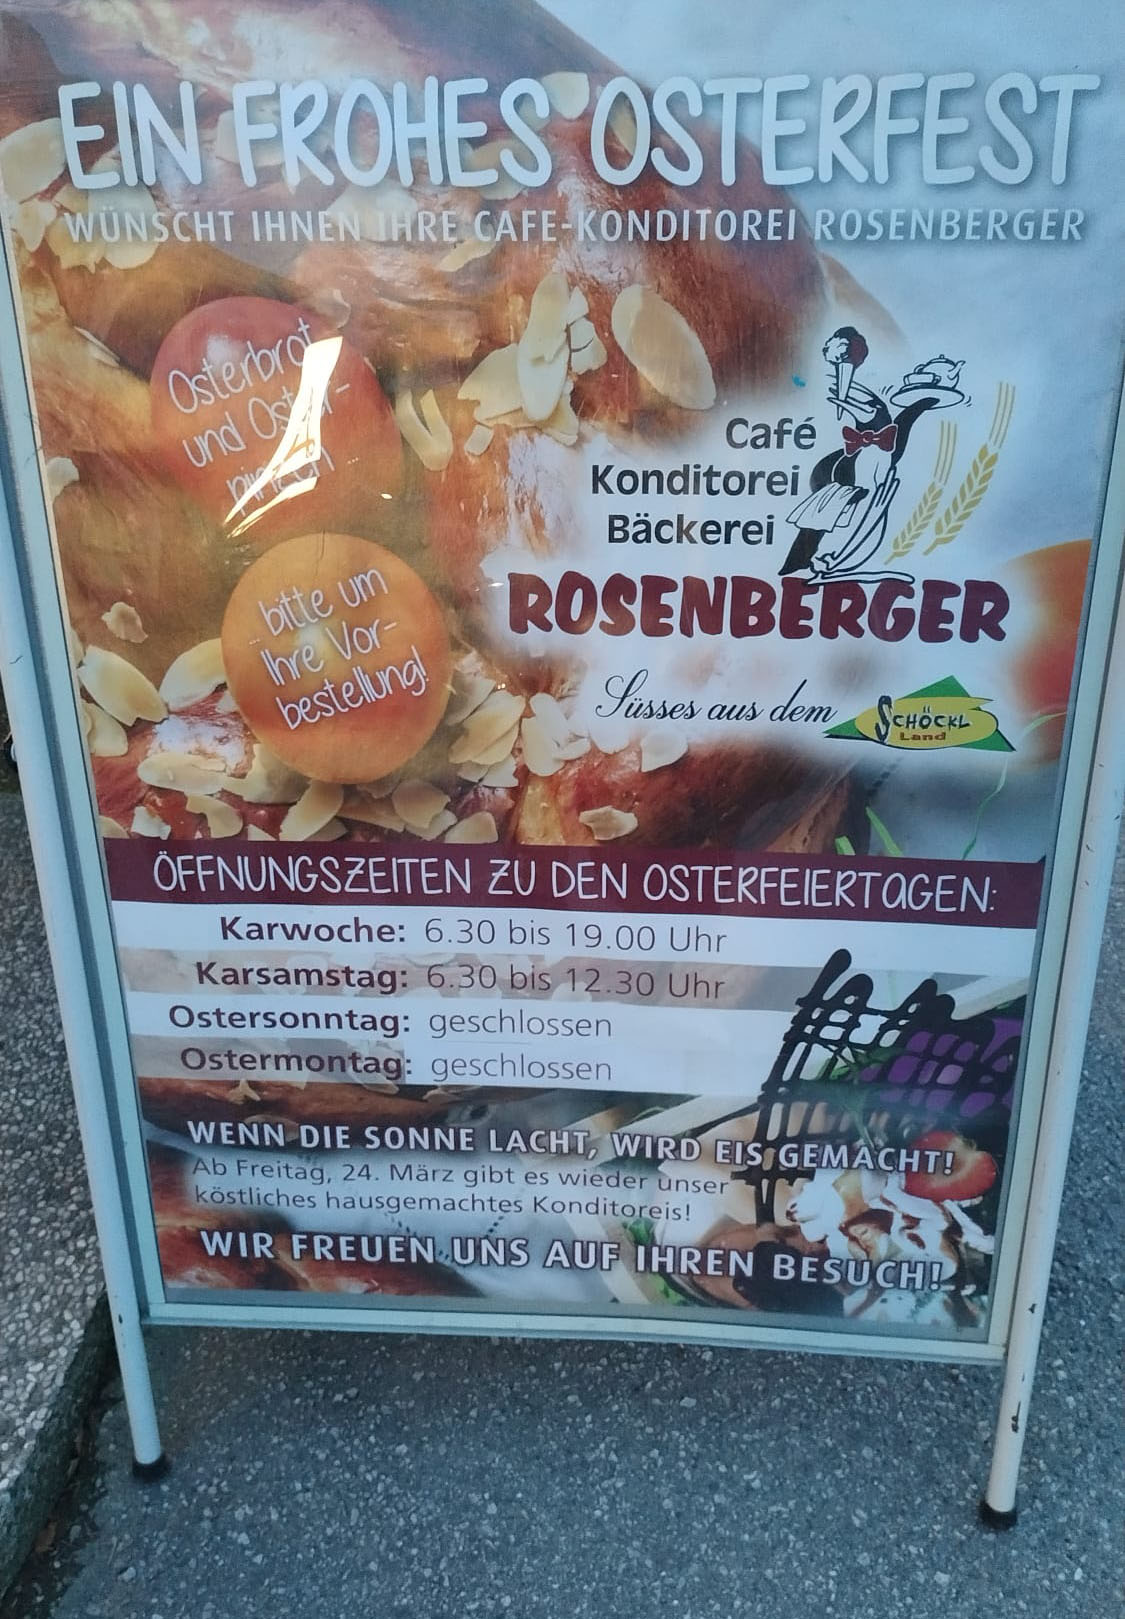 EIN FROHES OSTERFEST
WÜNSCHT IHNEN IHRE CAFE-KONDITOREI ROSENBERGER
Osterbrot
und Oster-
pinzen ...
... bitte um
Ihre Vor-
bestellung!
Café
Konditorei
Bäckerei
ROSENBERGER
Süsses aus dem
SCHÖCKL
Land
ÖFFNUNGSZEITEN ZU DEN OSTERFEIERTAGEN:
Karwoche: 6.30 bis 19.00 Uhr
Karsamstag: 6.30 bis 12.30 Uhr
Ostersonntag: geschlossen
Ostermontag: geschlossen
WENN DIE SONNE LACHT, WIRD EIS GEMACHT!
Ab Freitag, 24. März gibt es wieder unser
köstliches hausgemachtes Konditoreis!
WIR FREUEN UNS AUF IHREN BESUCH!